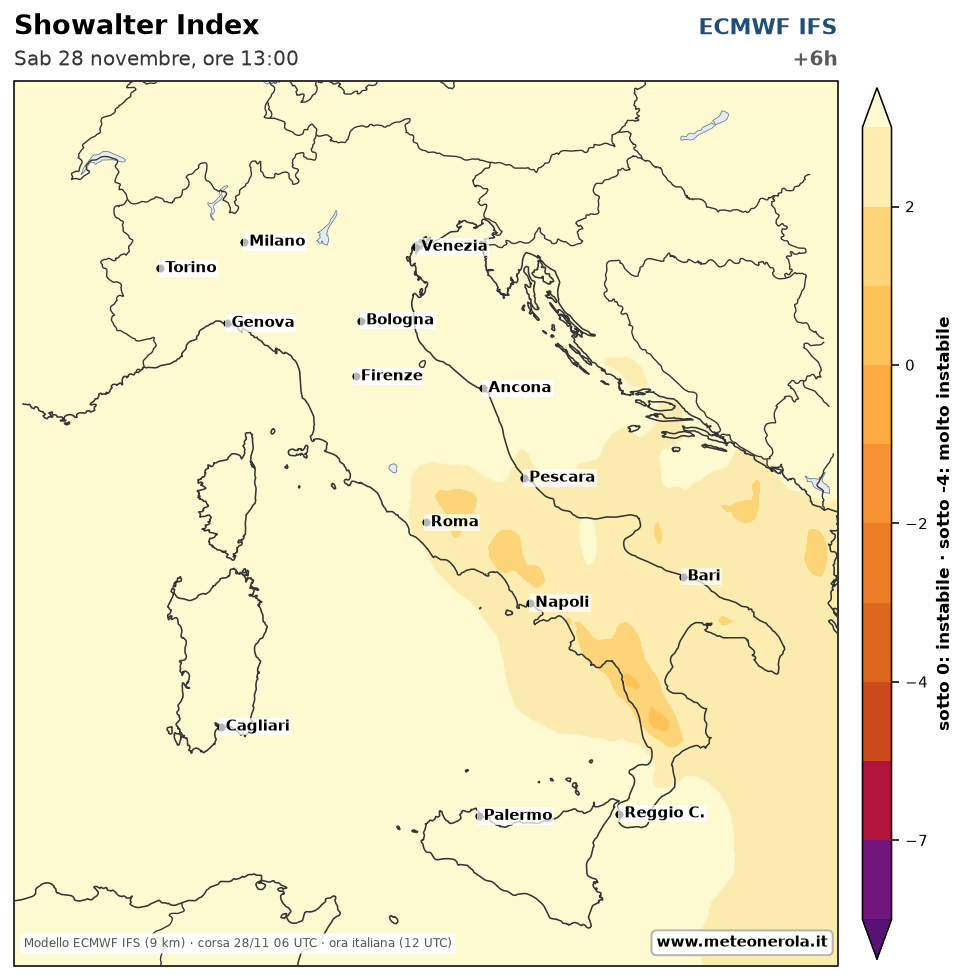 Showalter Index
ECMWF IFS
Sab 28 novembre, ore 13:00
+6h
Milano
Venezia
Torino
Genova
Bologna
Firenze
Ancona
Pescara
Roma
Bari
Napoli
Cagliari
Palermo
Reggio C.
2
0
−2
−4
−7
sotto 0: instabile · sotto -4: molto instabile
Modello ECMWF IFS (9 km) · corsa 28/11 06 UTC · ora italiana (12 UTC)
www.meteonerola.it